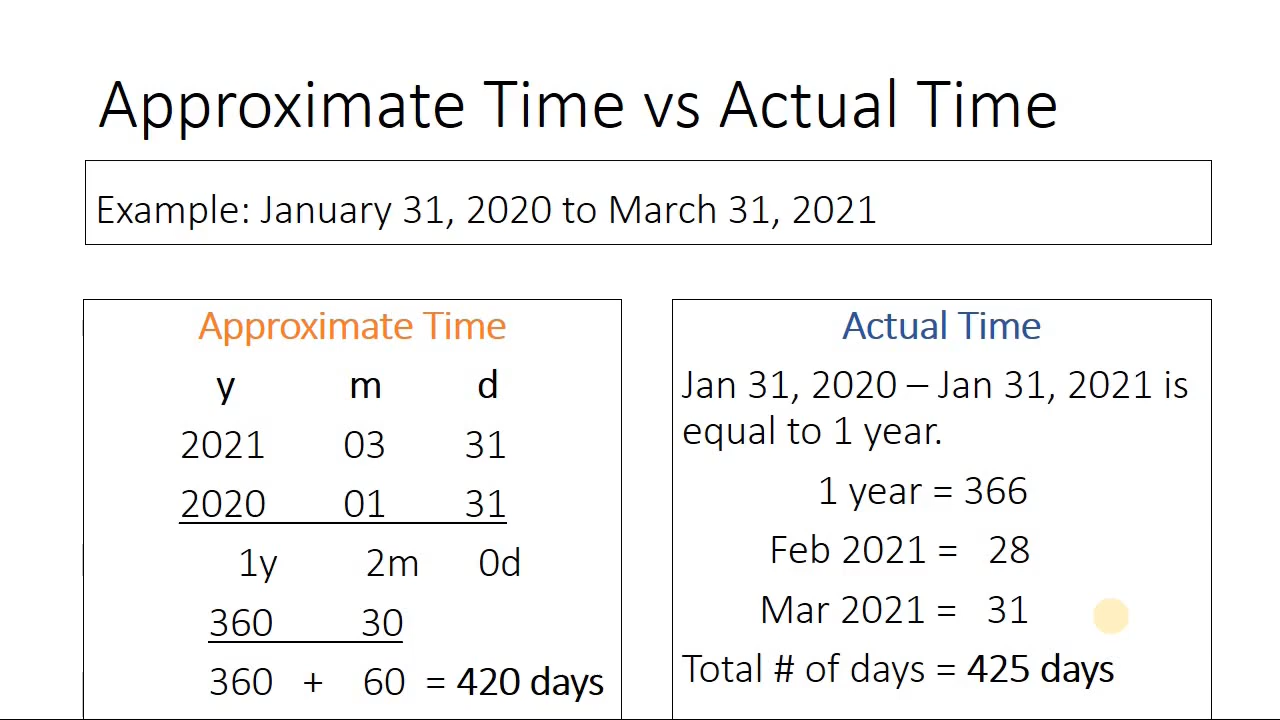 Approximate Time vs Actual Time
Example: January 31, 2020 to March 31, 2021
Approximate Time
y m d
2021 03 31
2020 01 31
1y 2m 0d
360 30
360 + 60 = 420 days
Actual Time
Jan 31, 2020 – Jan 31, 2021 is
equal to 1 year.
1 year = 366
Feb 2021 = 28
Mar 2021 = 31
Total # of days = 425 days